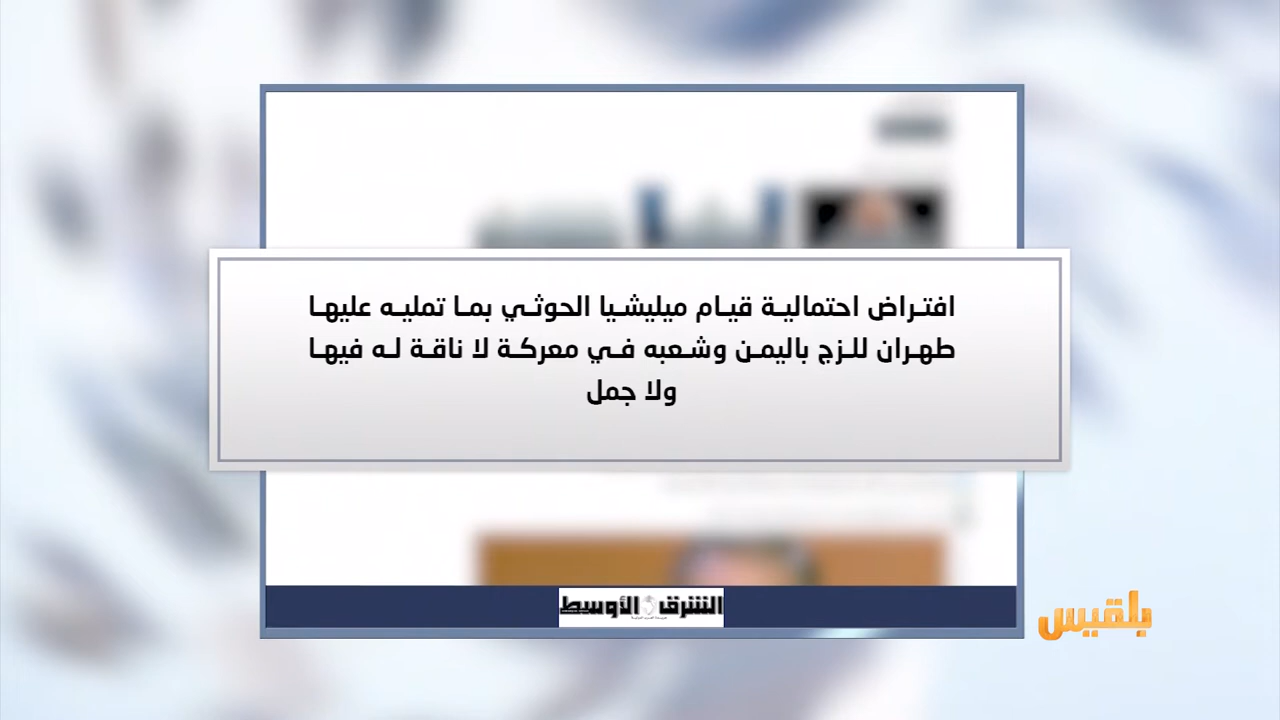 افتراض احتمالية قيام ميليشيا الحوثي بما تمليه عليها
طهران للزج باليمن وشعبه في معركة لا ناقة له فيها
ولا جمل
الشرق الأوسط
بلقيس